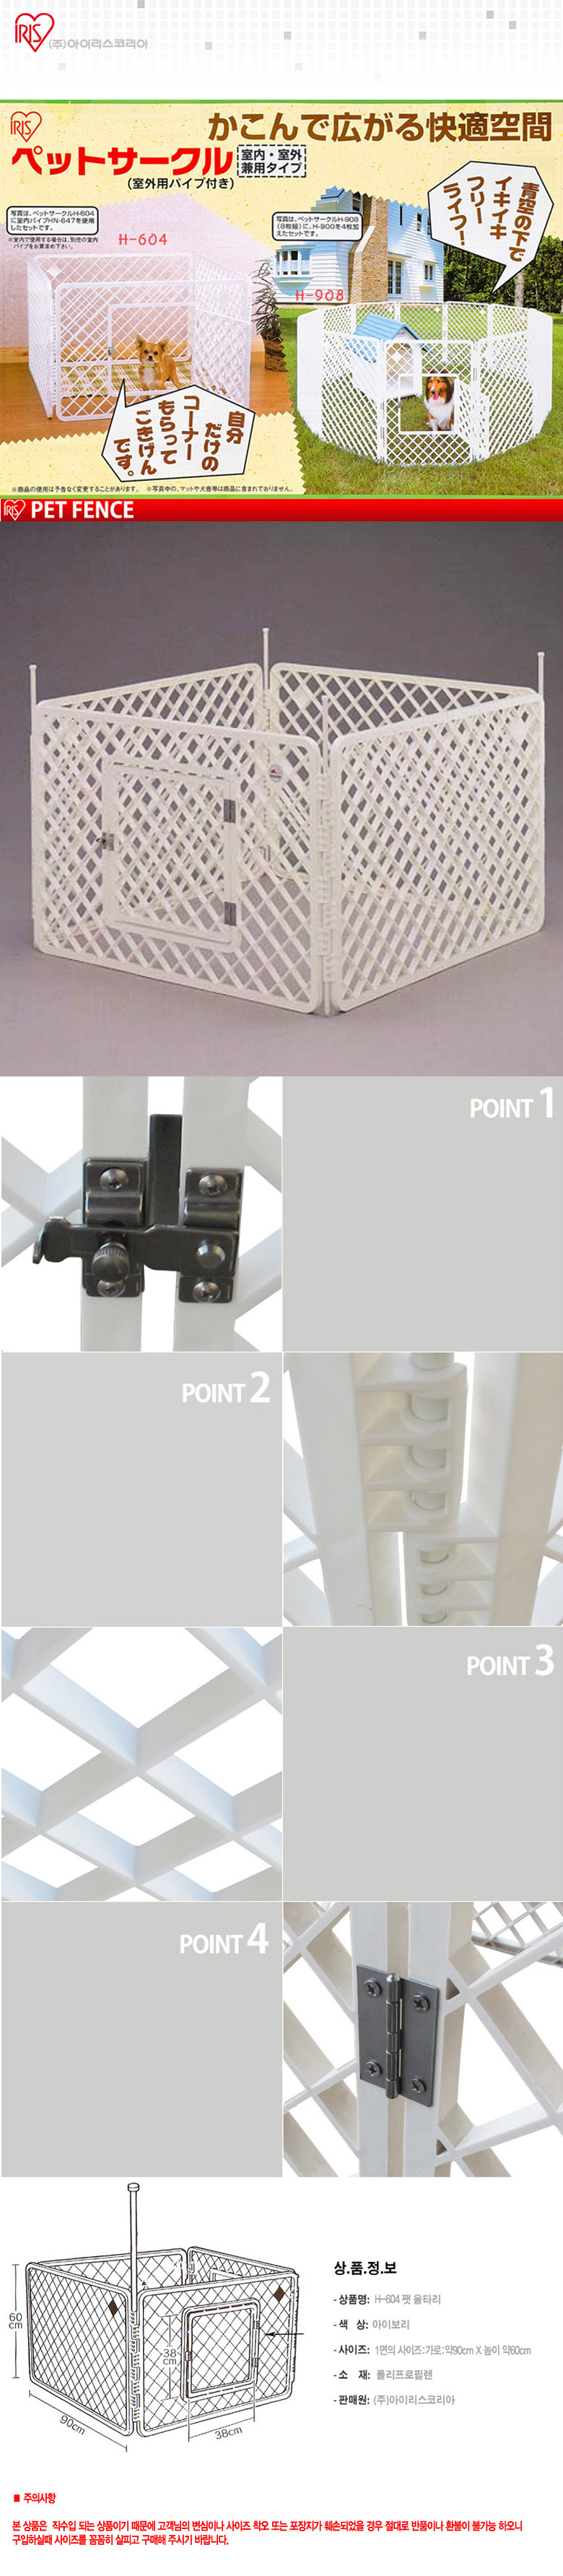 IRIS
(주)아이리스코리아
IRIS
かこんで広がる快適空間
ペットサークル
室内・室外
兼用タイプ
(室外用パイプ付き)
写真は、ペットサークルH-604
に室内パイプHN-647を使用
したセットです。
※室内で使用する場合は、別売の室内
パイプをお買求め下さい。
H-604
写真は、ペットサークルH-908
(8枚組)に、H-900を4枚加
えたセットです。
H-908
青空の下で
イキイキ
フリー
ライフ!
自分
だけの
コーナー
もらって
ごきげん
です。
※商品の使用は予告なく変更することがあります。 ※写真中の、マットや犬舎等は商品に含まれておりません。
IRIS PET FENCE
POINT 1
POINT 2
POINT 3
POINT 4
60
cm
38
cm
90cm
38cm
상.품.정.보
- 상품명: H-604 펫 울타리
- 색 상: 아이보리
- 사이즈: 1면의 사이즈:가로:약90cm X 높이 약60cm
- 소 재: 폴리프로필렌
- 판매원: (주)아이리스코리아
■ 주의사항
본 상품은 직수입 되는 상품이기 때문에 고객님의 변심이나 사이즈 착오 또는 포장지가 훼손되었을 경우 절대로 반품이나 환불이 불가능 하오니
구입하실때 사이즈를 꼼꼼히 살피고 구매해 주시기 바랍니다.